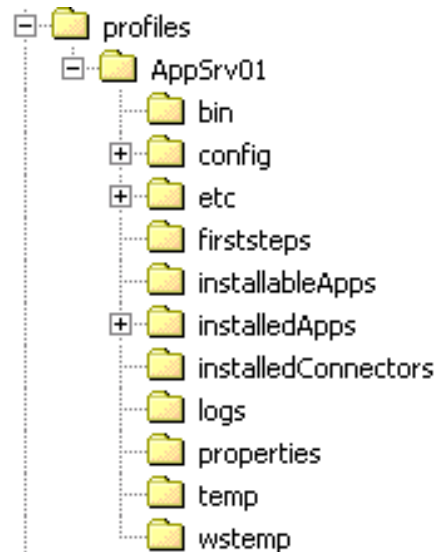 profiles
AppSrv01
bin
config
etc
firststeps
installableApps
installedApps
installedConnectors
logs
properties
temp
wstemp